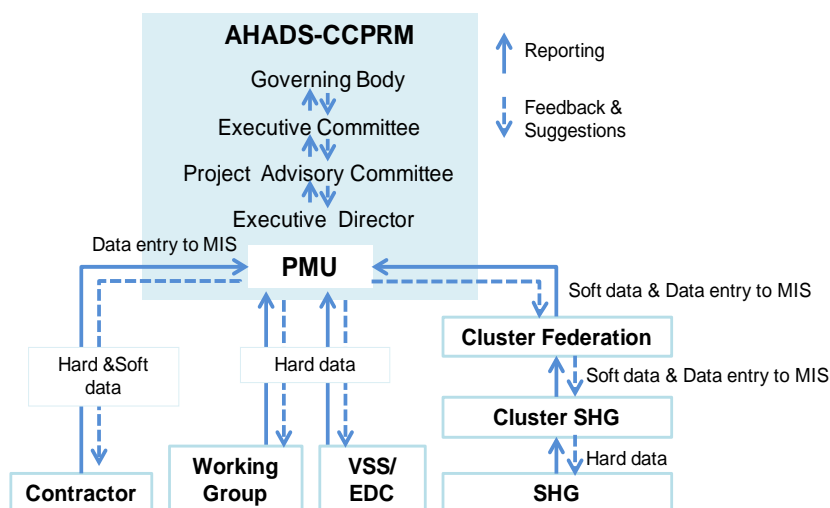 AHADS-CCPRM
Governing Body
Executive Committee
Project Advisory Committee
Executive Director
PMU
Reporting
Feedback &
Suggestions
Data entry to MIS
Hard &Soft
data
Hard data
Soft data & Data entry to MIS
Cluster Federation
Soft data & Data entry to MIS
Cluster SHG
Hard data
Contractor
Working
Group
VSS/
EDC
SHG